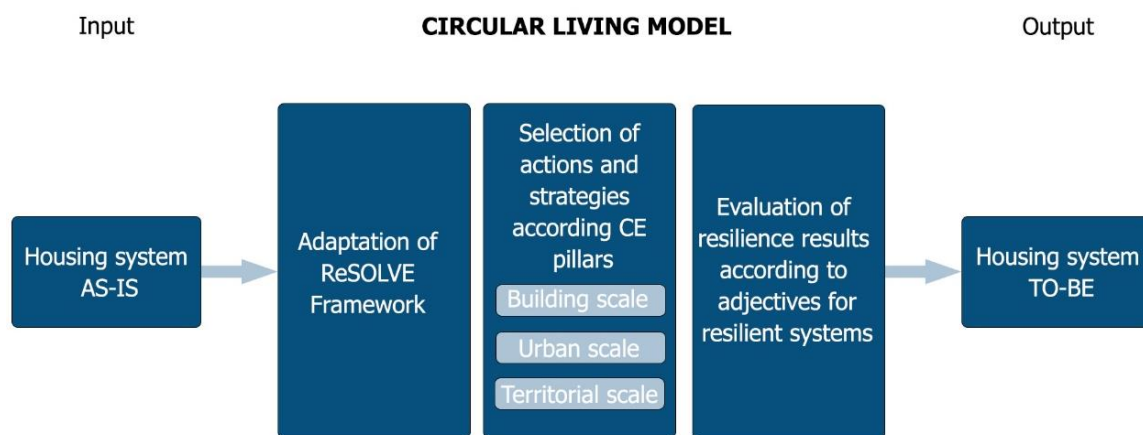 Input
CIRCULAR LIVING MODEL
Output
Housing system
AS-IS
Adaptation of
ReSOLVE
Framework
Selection of
actions and
strategies
according CE
pillars
Building scale
Urban scale
Territorial scale
Evaluation of
resilience results
according to
adjectives for
resilient systems
Housing system
TO-BE